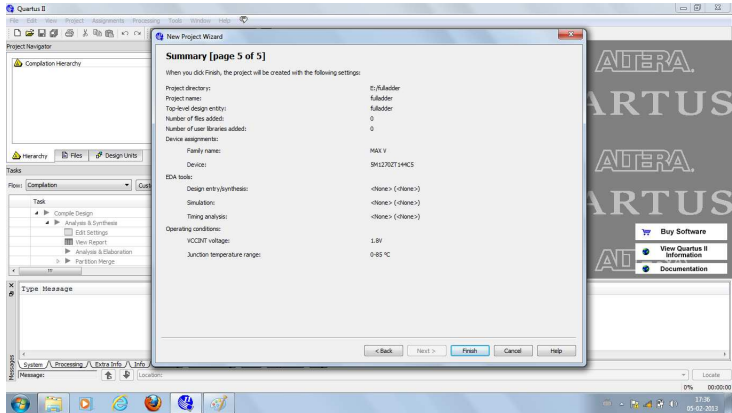 Quartus II
File Edit View Project Assignments Processing Tools Window Help
Project Navigator
Compilation Hierarchy
Hierarchy Files Design Units
Tasks
Flow: Compilation Cust
Task
Compile Design
Analysis & Synthesis
Edit Settings
View Report
Analysis & Elaboration
Partition Merge
New Project Wizard
Summary [page 5 of 5]
When you click Finish, the project will be created with the following settings:
Project directory: E:/fulladder
Project name: fulladder
Top-level design entity: fulladder
Number of files added: 0
Number of user libraries added: 0
Device assignments:
Family name: MAX V
Device: 5M1270ZT144C5
EDA tools:
Design entry/synthesis: <None> (<None>)
Simulation: <None> (<None>)
Timing analysis: <None> (<None>)
Operating conditions:
VCCINT voltage: 1.8V
Junction temperature range: 0-85 ºC
< Back Next > Finish Cancel Help
ALTERA.
ARTUS
ALTERA.
ARTUS
Buy Software
View Quartus II
Information
Documentation
Type Message
Messages
System Processing Extra Info Info
Message: Location: Locate
0% 00:00:00
17:36
05-02-2013